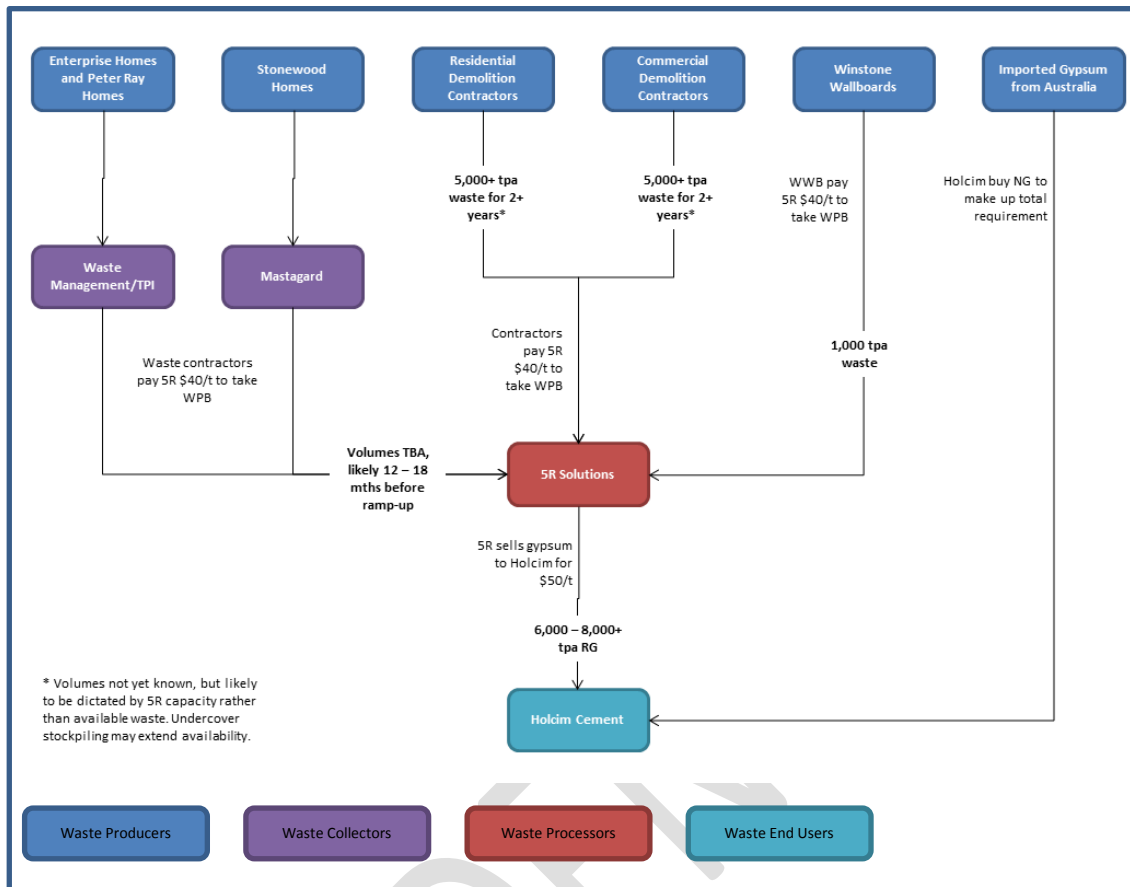 Enterprise Homes
and Peter Ray
Homes
Stonewood
Homes
Residential
Demolition
Contractors
Commercial
Demolition
Contractors
Winstone
Wallboards
Imported Gypsum
from Australia
5,000+ tpa
waste for 2+
years*
5,000+ tpa
waste for 2+
years*
WWB pay
5R $40/t to
take WPB
Holcim buy NG to
make up total
requirement
Waste
Management/TPI
Mastagard
Waste contractors
pay 5R $40/t to take
WPB
Contractors
pay 5R
$40/t to
take WPB
1,000 tpa
waste
Volumes TBA,
likely 12 – 18
mths before
ramp-up
5R Solutions
5R sells gypsum
to Holcim for
$50/t
6,000 – 8,000+
tpa RG
* Volumes not yet known, but likely
to be dictated by 5R capacity rather
than available waste. Undercover
stockpiling may extend availability.
Holcim Cement
Waste Producers
Waste Collectors
Waste Processors
Waste End Users